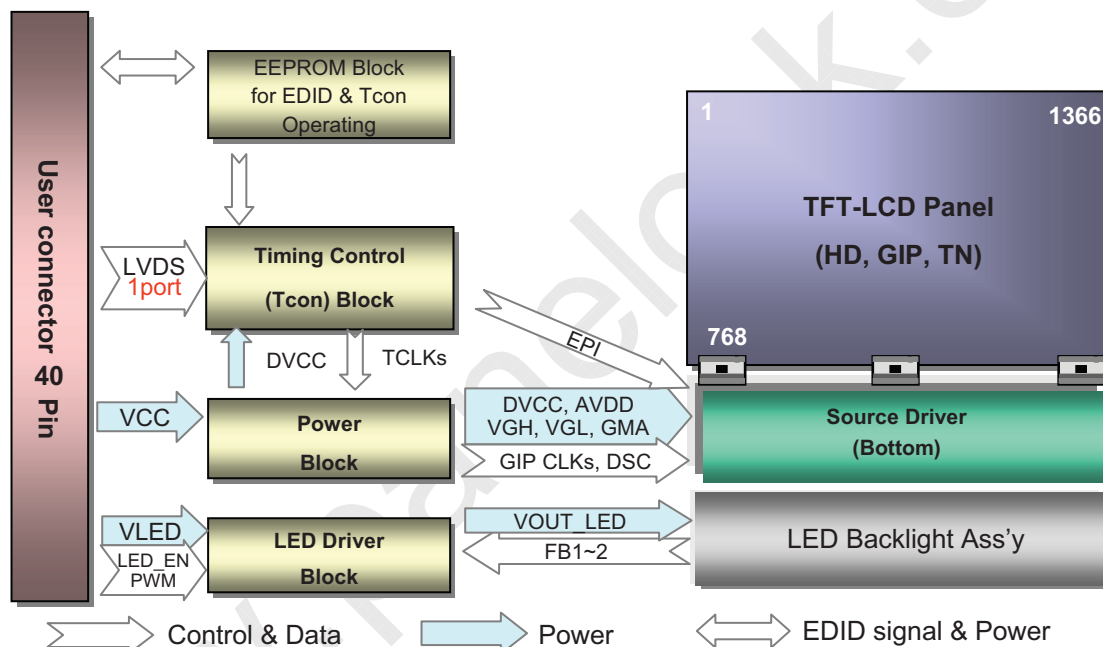 User connector 40 Pin
EEPROM Block
for EDID & Tcon
Operating
LVDS
1port
Timing Control
(Tcon) Block
DVCC
TCLKs
EPI
VCC
Power
Block
DVCC, AVDD
VGH, VGL, GMA
GIP CLKs, DSC
VLED
LED_EN
PWM
LED Driver
Block
VOUT_LED
FB1~2
1
1366
TFT-LCD Panel
(HD, GIP, TN)
768
Source Driver
(Bottom)
LED Backlight Ass’y
Control & Data
Power
EDID signal & Power